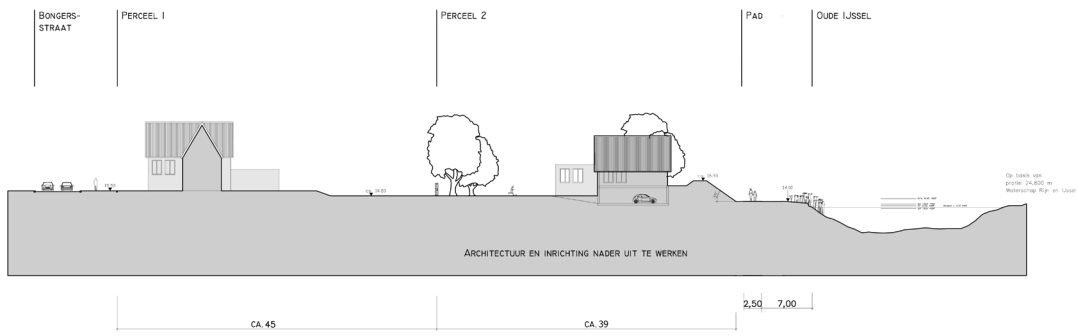 BONGERS-
STRAAT
PERCEEL 1
PERCEEL 2
PAD
OUDE IJSSEL
Op basis van
profiel 24,800 m
Waterschap Rijn en IJssel
ARCHITECTUUR EN INRICHTING NADER UIT TE WERKEN
2,50
7,00
CA. 45
CA. 39